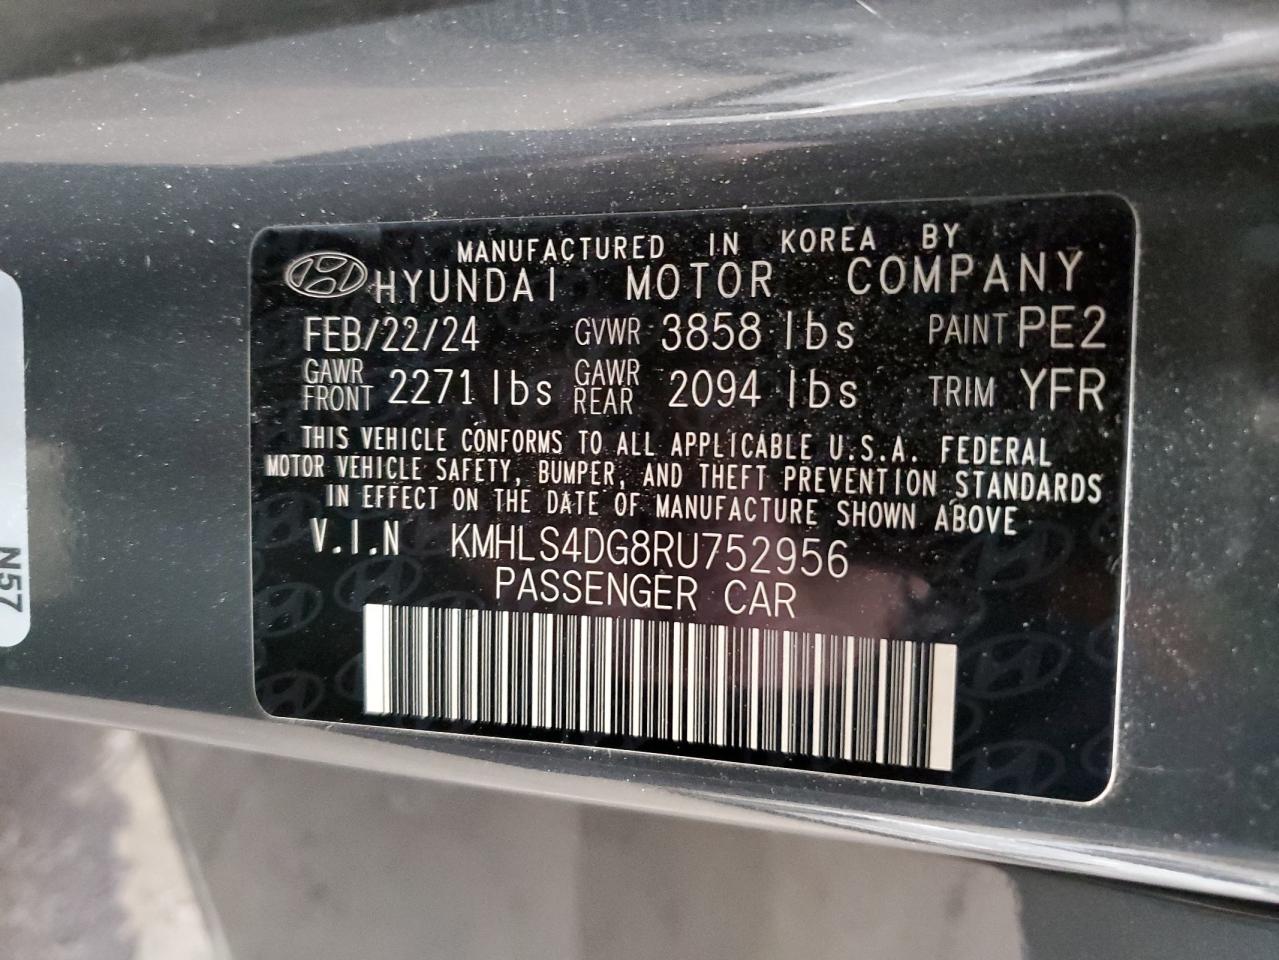 MANUFACTURED IN KOREA BY
HYUNDAI MOTOR COMPANY
FEB/22/24 GVWR 3858 lbs PAINT PE2
GAWR FRONT 2271 lbs GAWR REAR 2094 lbs TRIM YFR
THIS VEHICLE CONFORMS TO ALL APPLICABLE U.S.A. FEDERAL
MOTOR VEHICLE SAFETY, BUMPER, AND THEFT PREVENTION STANDARDS
IN EFFECT ON THE DATE OF MANUFACTURE SHOWN ABOVE
V.I.N KMHLS4DG8RU752956
PASSENGER CAR
N57